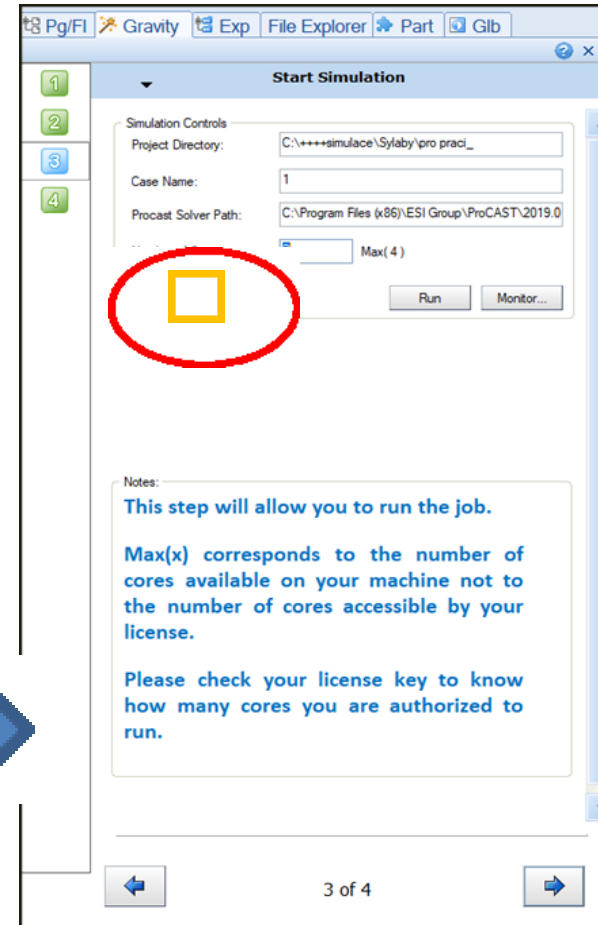 Pg/Fl Gravity Exp File Explorer Part Glb
Start Simulation
1
2
3
4
Simulation Controls
Project Directory: C:\++++simulace\Sylaby\pro praci_
Case Name: 1
Procast Solver Path: C:\Program Files (x86)\ESI Group\ProCAST\2019.0
Max( 4 )
Run Monitor...
Notes:
This step will allow you to run the job.
Max(x) corresponds to the number of
cores available on your machine not to
the number of cores accessible by your
license.
Please check your license key to know
how many cores you are authorized to
run.
3 of 4